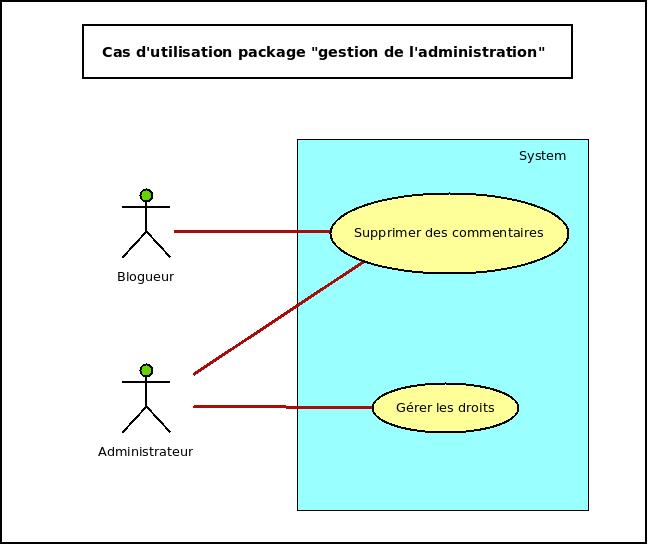 Cas d'utilisation package "gestion de l'administration"
System
Supprimer des commentaires
Blogueur
Gérer les droits
Administrateur